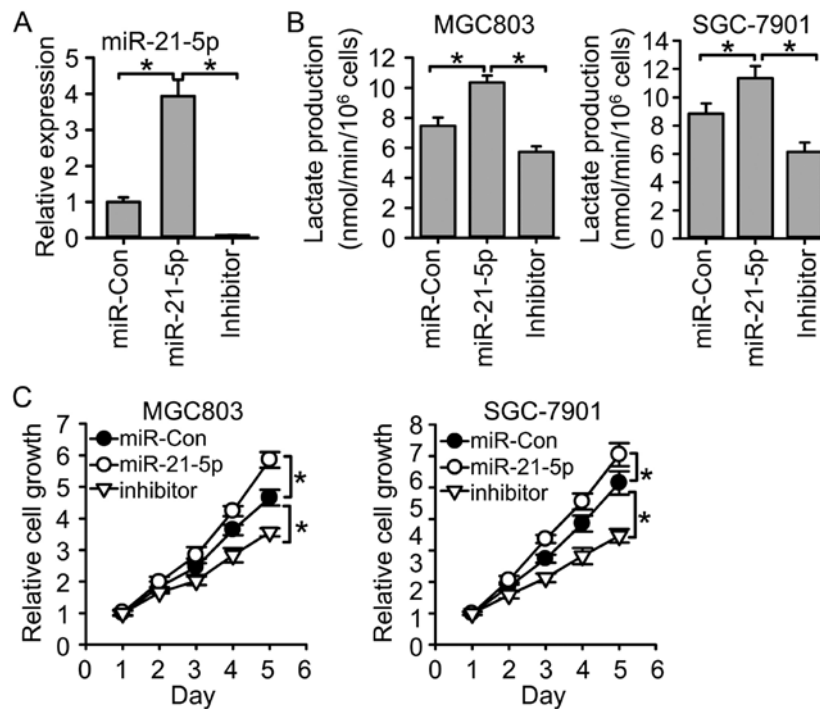 A
miR-21-5p
Relative expression
5
4
3
2
1
0
* *
miR-Con
miR-21-5p
Inhibitor
B
MGC803
Lactate production
(nmol/min/10⁶ cells)
12
10
8
6
4
2
0
* *
miR-Con
miR-21-5p
Inhibitor
SGC-7901
Lactate production
(nmol/min/10⁶ cells)
14
12
10
8
6
4
2
0
* *
miR-Con
miR-21-5p
Inhibitor
C
MGC803
Relative cell growth
7
6
5
4
3
2
1
0
miR-Con
miR-21-5p
inhibitor
*
*
0 1 2 3 4 5 6
Day
SGC-7901
Relative cell growth
8
7
6
5
4
3
2
1
0
miR-Con
miR-21-5p
inhibitor
*
*
0 1 2 3 4 5 6
Day